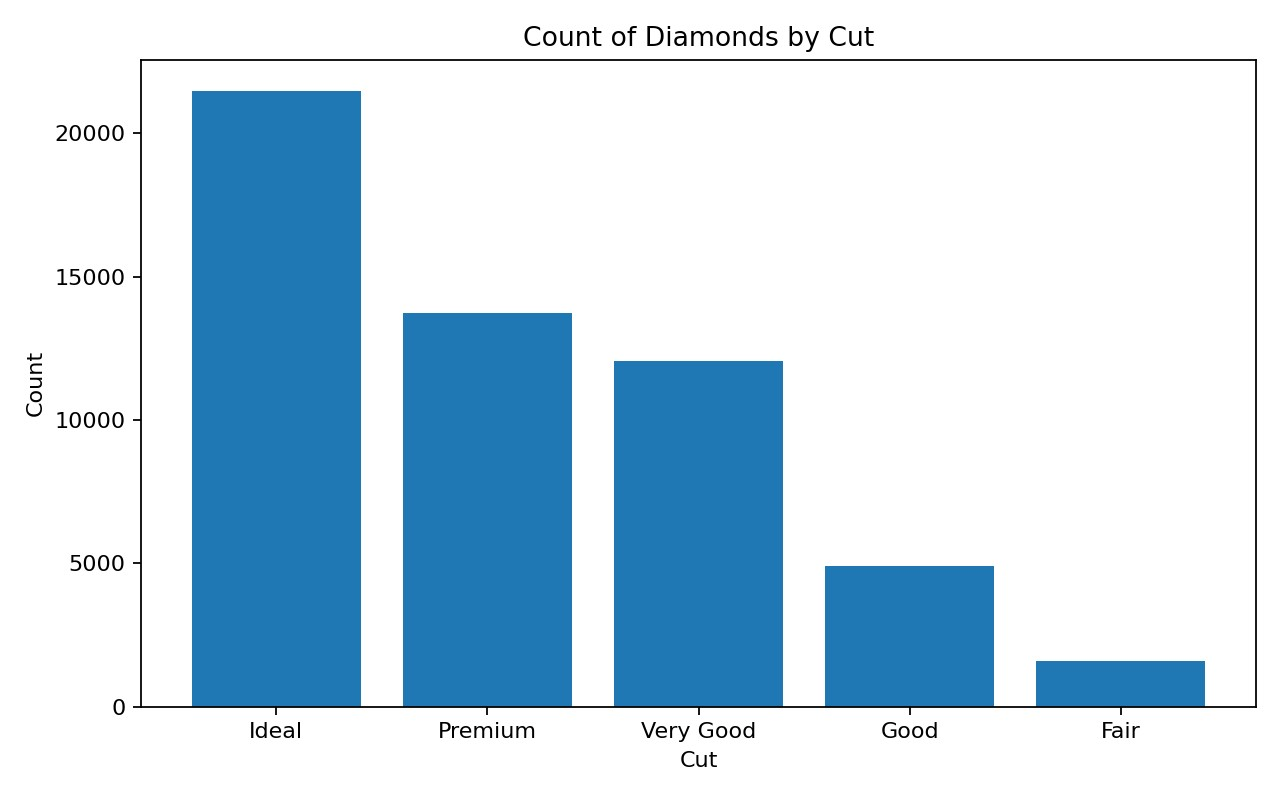 Count of Diamonds by Cut
20000
15000
10000
5000
0
Count
Ideal
Premium
Very Good
Good
Fair
Cut